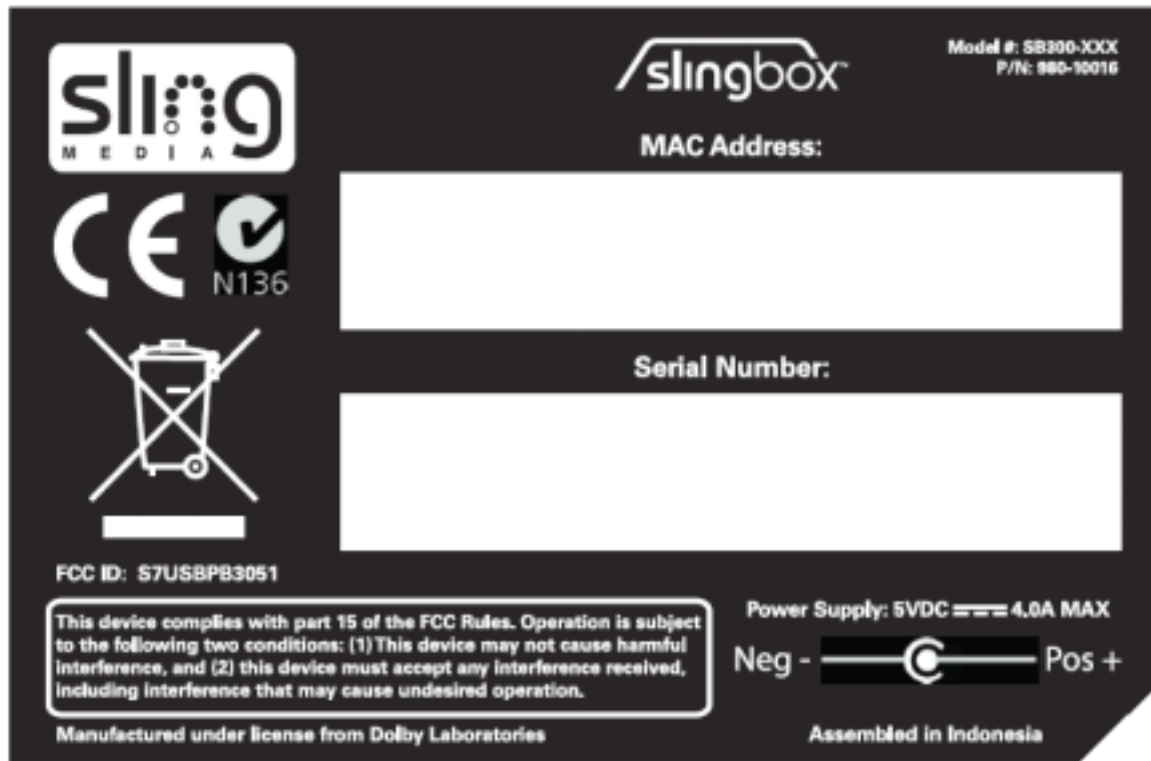 sling
MEDIA
slingbox™
Model #: SB300-XXX
P/N: 980-10016
MAC Address:
CE
N136
Serial Number:
FCC ID: S7USBPB3051
This device complies with part 15 of the FCC Rules. Operation is subject
to the following two conditions: (1) This device may not cause harmful
interference, and (2) this device must accept any interference received,
including interference that may cause undesired operation.
Power Supply: 5VDC 4.0A MAX
Neg - Pos +
Manufactured under license from Dolby Laboratories
Assembled in Indonesia